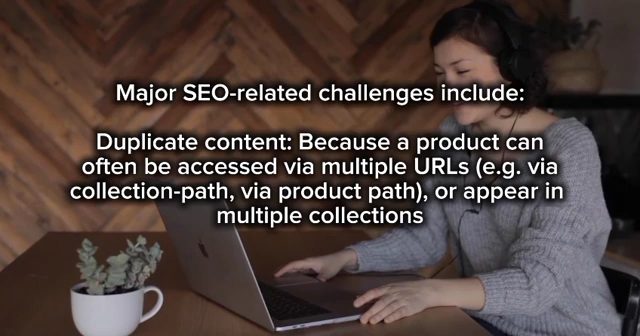 Major SEO-related challenges include:
Duplicate content: Because a product can
often be accessed via multiple URLs (e.g. via
collection-path, via product path), or appear in
multiple collections